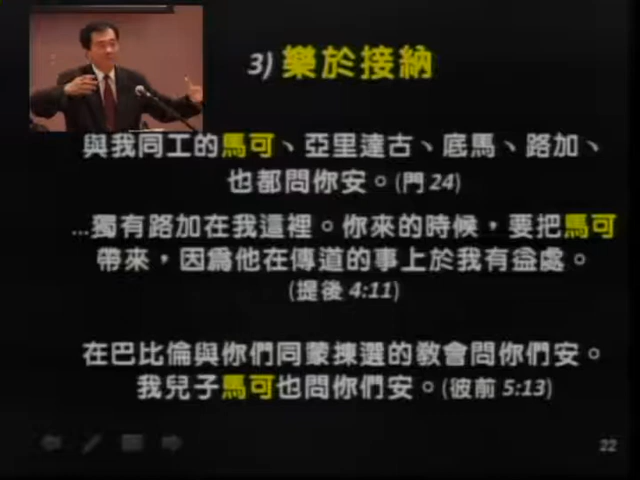 3) 樂於接納
與我同工的馬可、亞里達古、底馬、路加、
也都問你安。(門 24)
...獨有路加在我這裡。你來的時候，要把馬可
帶來，因為他在傳道的事上於我有益處。
(提後 4:11)
在巴比倫與你們同蒙揀選的教會問你們安。
我兒子馬可也問你們安。(彼前 5:13)
22